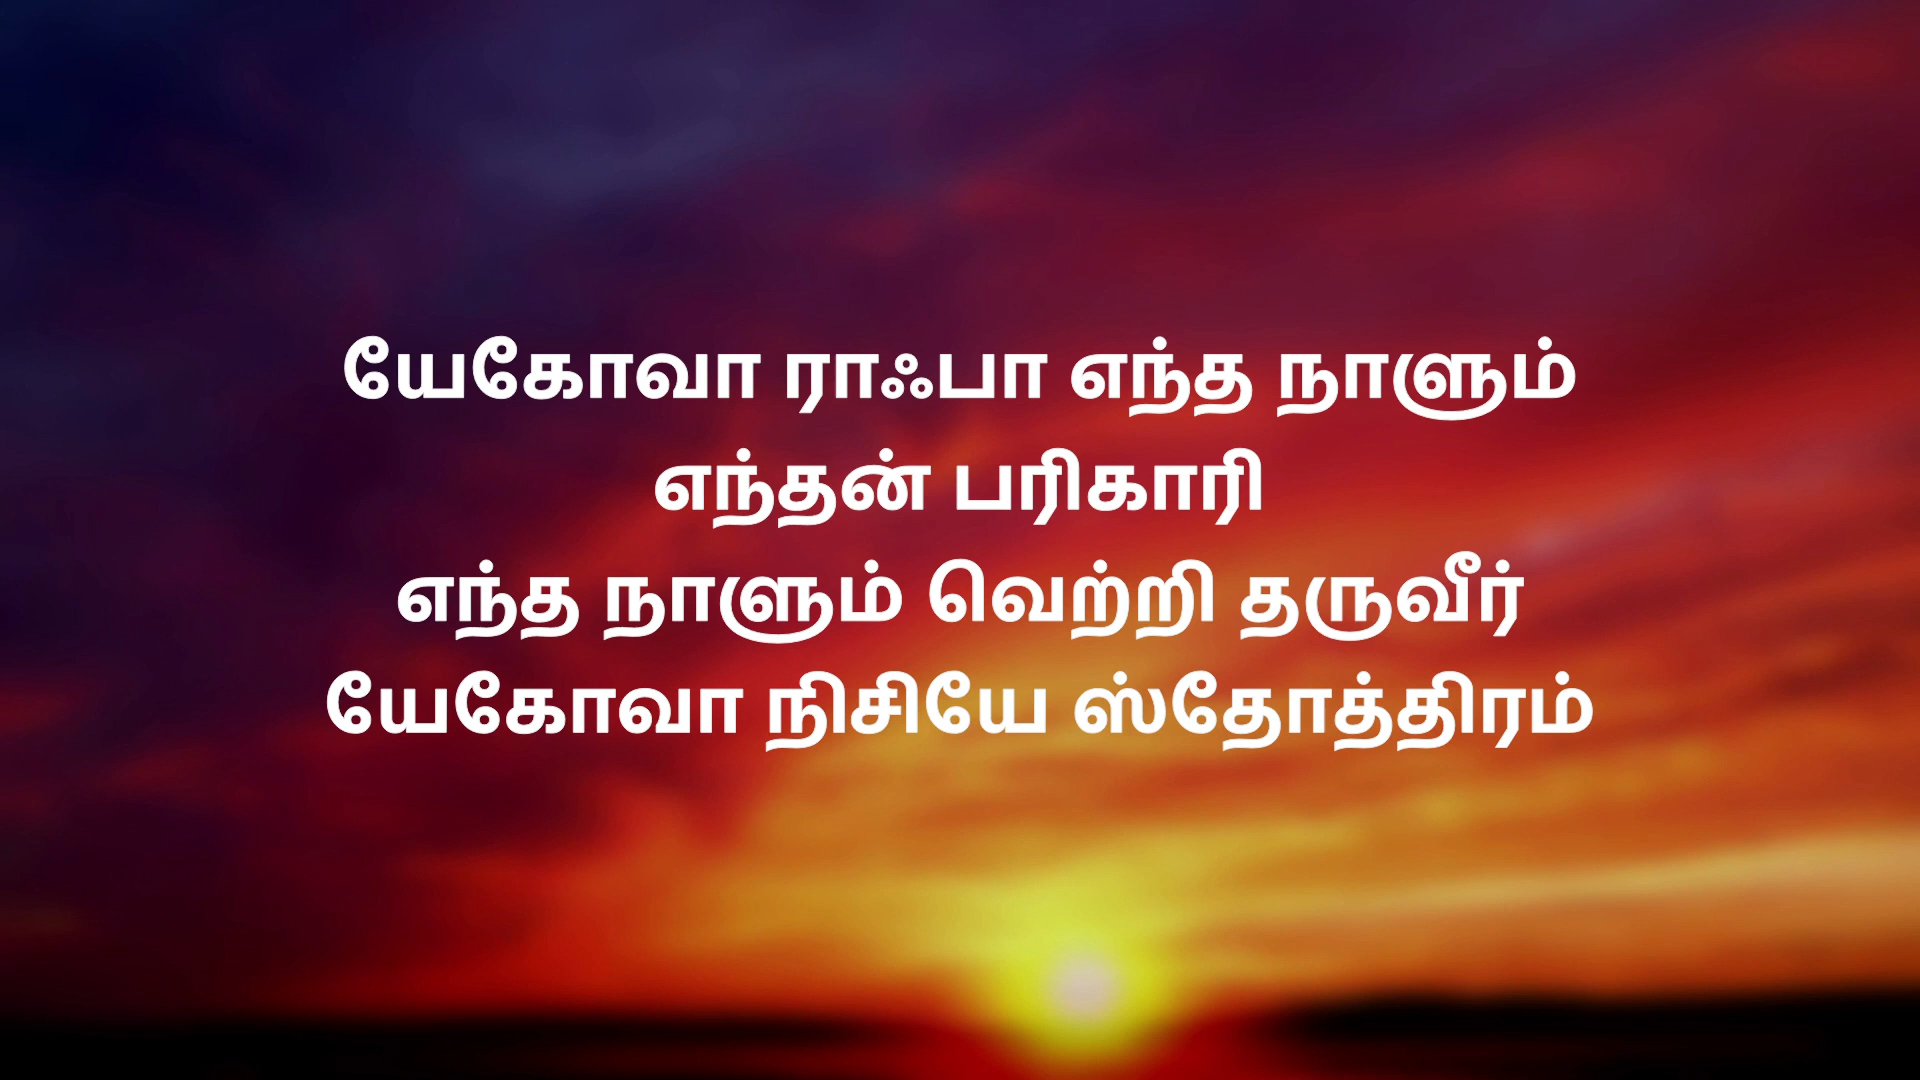 யேகோவா ராஃபா எந்த நாளும்
எந்தன் பரிகாரி
எந்த நாளும் வெற்றி தருவீர்
யேகோவா நிசியே ஸ்தோத்திரம்